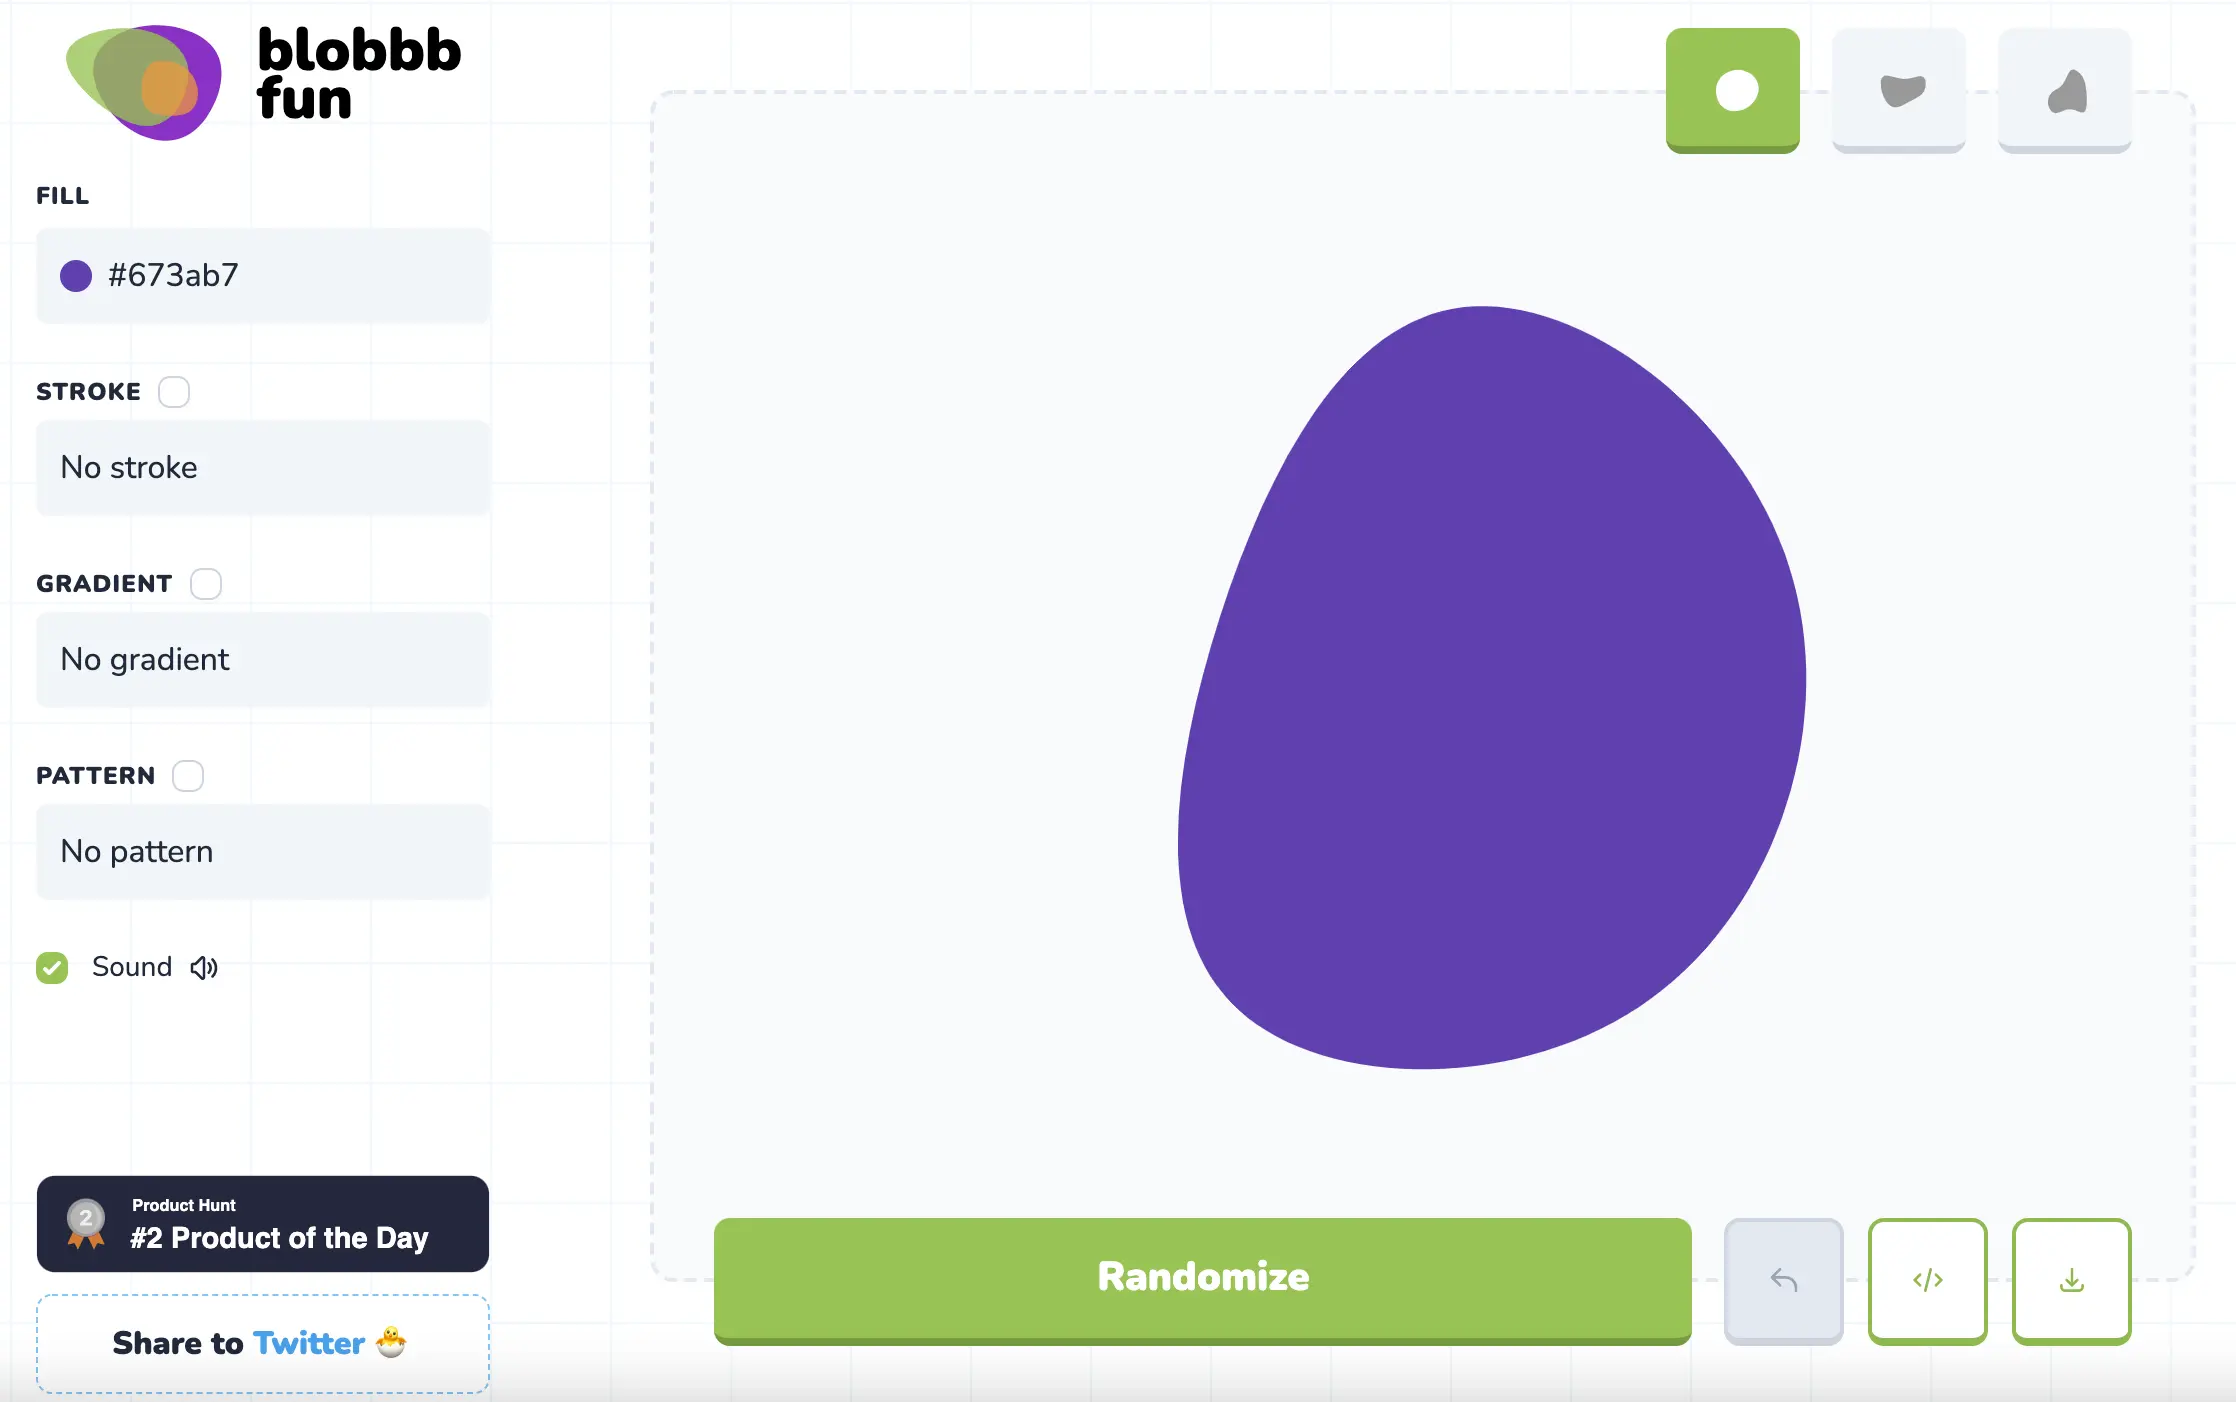 blobbb
fun
FILL
#673ab7
STROKE
No stroke
GRADIENT
No gradient
PATTERN
No pattern
Sound
2
Product Hunt
#2 Product of the Day
Share to Twitter 🐣
Randomize
</>